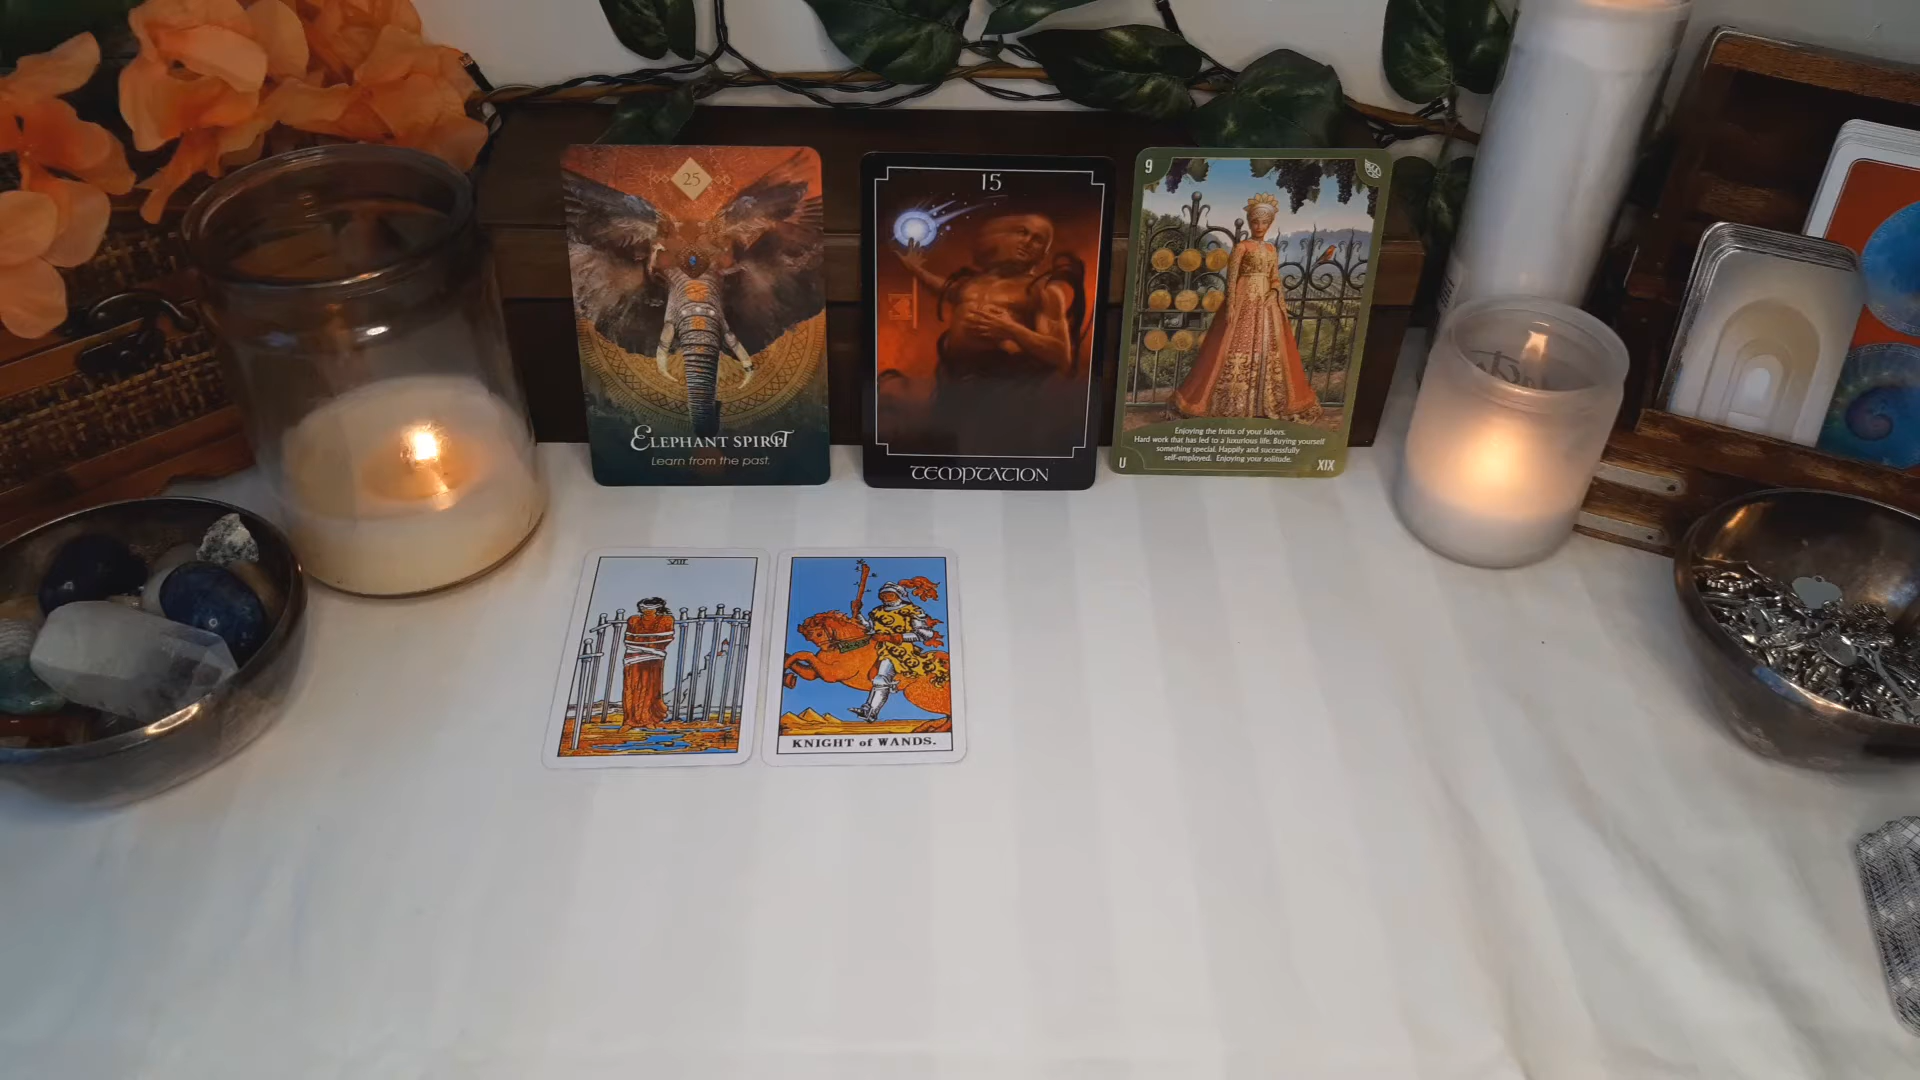 25
ELEPHANT SPIRIT
Learn from the past.
15
TEMPTATION
9
Enjoying the fruits of your labors.
Hard work that has led to a luxurious life. Buying yourself
something special. Happily and successfully
self-employed. Enjoying your solitude.
U
XIX
VIII
KNIGHT of WANDS.